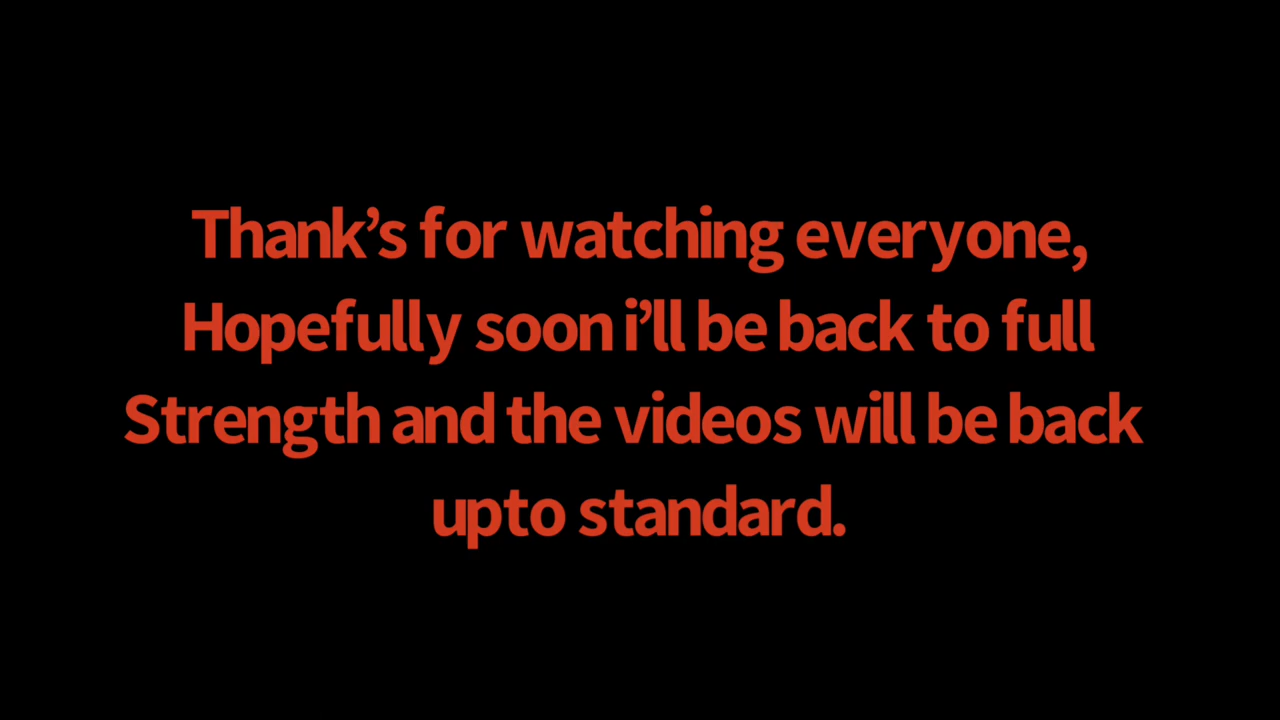 Thank’s for watching everyone,
Hopefully soon i’ll be back to full
Strength and the videos will be back
upto standard.